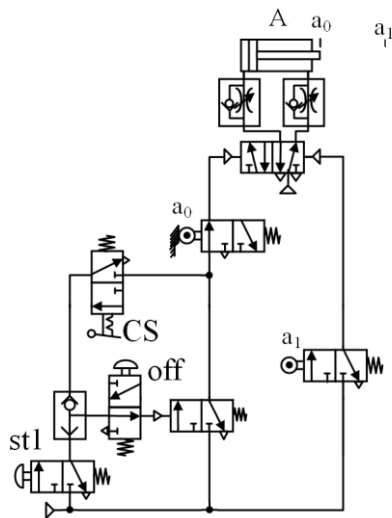 A a₀ a₁
a₀
CS
a₁
off
st1